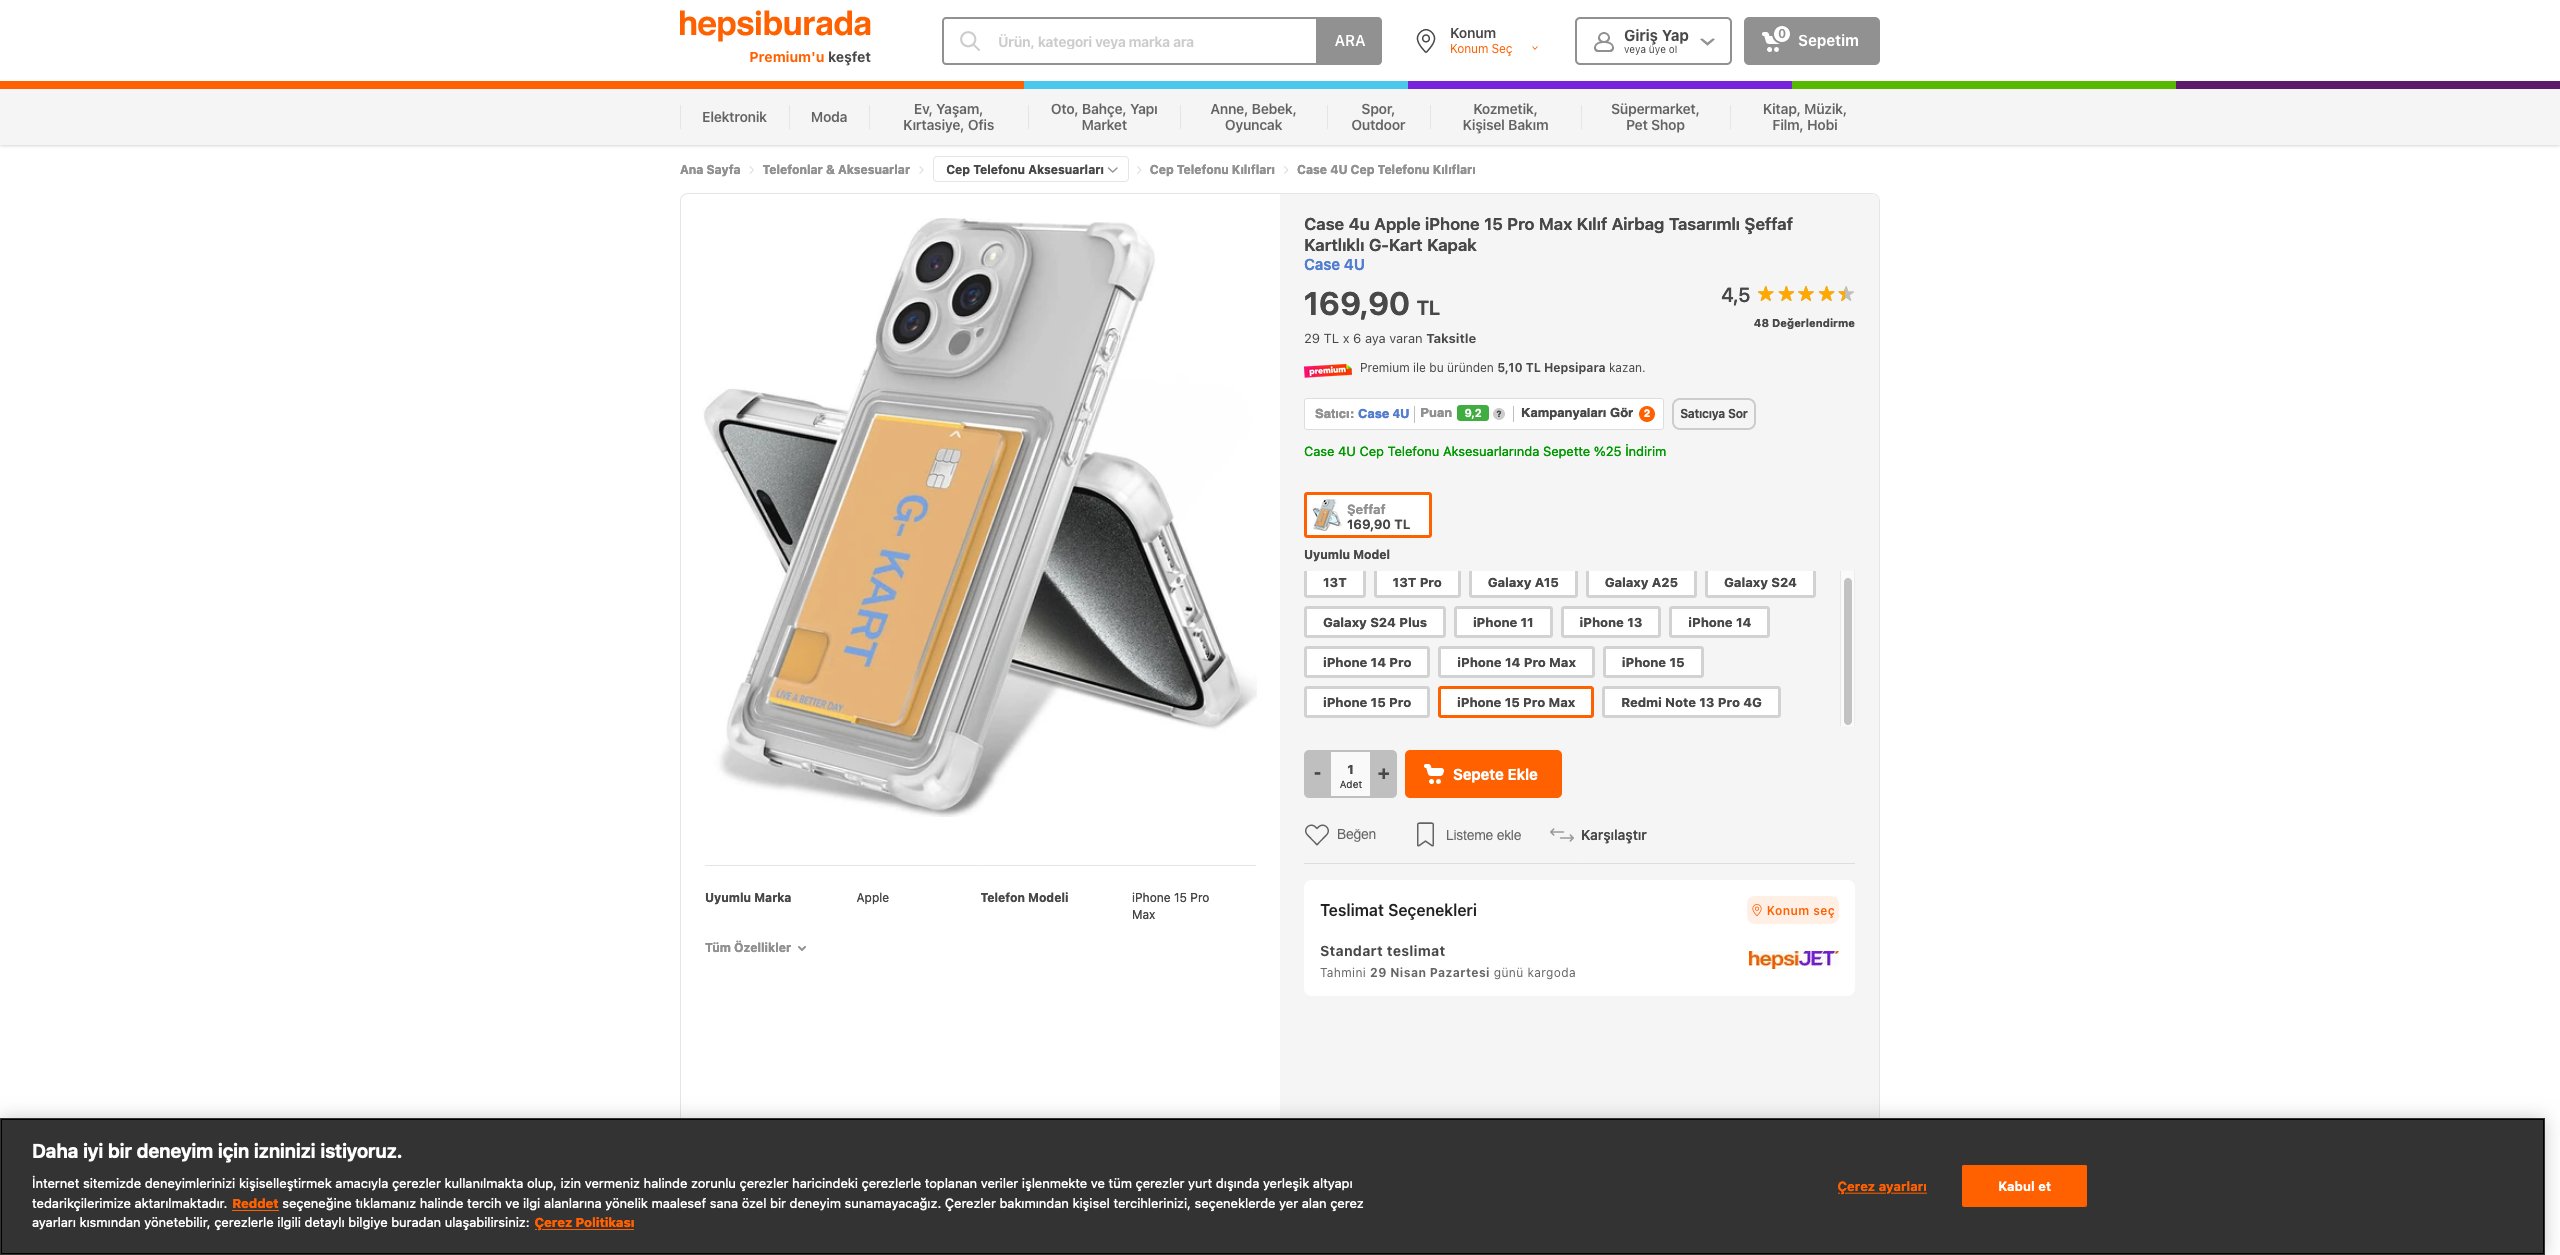 hepsiburada
Premium'u keşfet
Ürün, kategori veya marka ara
ARA
Konum
Konum Seç
Giriş Yap
veya üye ol
0
Sepetim
Elektronik
Moda
Ev, Yaşam,
Kırtasiye, Ofis
Oto, Bahçe, Yapı
Market
Anne, Bebek,
Oyuncak
Spor,
Outdoor
Kozmetik,
Kişisel Bakım
Süpermarket,
Pet Shop
Kitap, Müzik,
Film, Hobi
Ana Sayfa
Telefonlar & Aksesuarlar
Cep Telefonu Aksesuarları
Cep Telefonu Kılıfları
Case 4U Cep Telefonu Kılıfları
G- KART
LIVE A BETTER DAY
Case 4u Apple iPhone 15 Pro Max Kılıf Airbag Tasarımlı Şeffaf
Kartlıklı G-Kart Kapak
Case 4U
169,90 TL
4,5
48 Değerlendirme
29 TL x 6 aya varan Taksitle
premium Premium ile bu üründen 5,10 TL Hepsipara kazan.
Satıcı: Case 4U Puan 9,2 ? Kampanyaları Gör 2
Satıcıya Sor
Case 4U Cep Telefonu Aksesuarlarında Sepette %25 İndirim
Şeffaf
169,90 TL
Uyumlu Model
13T 13T Pro Galaxy A15 Galaxy A25 Galaxy S24
Galaxy S24 Plus iPhone 11 iPhone 13 iPhone 14
iPhone 14 Pro iPhone 14 Pro Max iPhone 15
iPhone 15 Pro iPhone 15 Pro Max Redmi Note 13 Pro 4G
- 1 +
Adet
Sepete Ekle
Beğen
Listeme ekle
Karşılaştır
Uyumlu Marka
Apple
Telefon Modeli
iPhone 15 Pro
Max
Tüm Özellikler
Teslimat Seçenekleri
Konum seç
Standart teslimat
Tahmini 29 Nisan Pazartesi günü kargoda
hepsiJET
Daha iyi bir deneyim için izninizi istiyoruz.
İnternet sitemizde deneyimlerinizi kişiselleştirmek amacıyla çerezler kullanılmakta olup, izin vermeniz halinde zorunlu çerezler haricindeki çerezlerle toplanan veriler işlenmekte ve tüm çerezler yurt dışında yerleşik altyapı
tedarikçilerimize aktarılmaktadır. Reddet seçeneğine tıklamanız halinde tercih ve ilgi alanlarına yönelik maalesef sana özel bir deneyim sunamayacağız. Çerezler bakımından kişisel tercihlerinizi, seçeneklerde yer alan çerez
ayarları kısmından yönetebilir, çerezlerle ilgili detaylı bilgiye buradan ulaşabilirsiniz: Çerez Politikası
Çerez ayarları
Kabul et